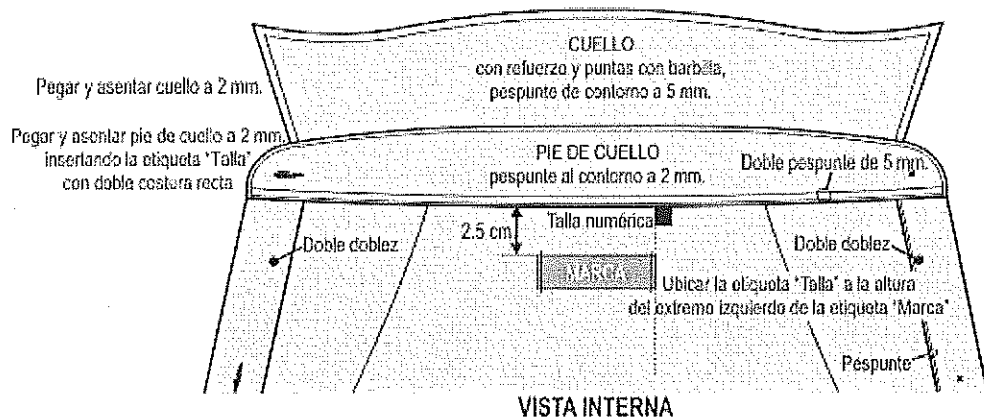 CUELLO
con refuerzo y puntas con barbilla,
pespunte de contorno a 5 mm.
Pegar y asentar cuello a 2 mm.
Pegar y asentar pie de cuello a 2 mm.
insertando la etiqueta "Talla"
con doble costura recta
PIE DE CUELLO
pespunte al contorno a 2 mm.
Doble pespunte de 5 mm.
2.5 cm
Talla numérica
Doble doblez
Doble doblez
MARCA
Ubicar la etiqueta "Talla" a la altura
del extremo izquierdo de la etiqueta "Marca"
Pespunte
VISTA INTERNA